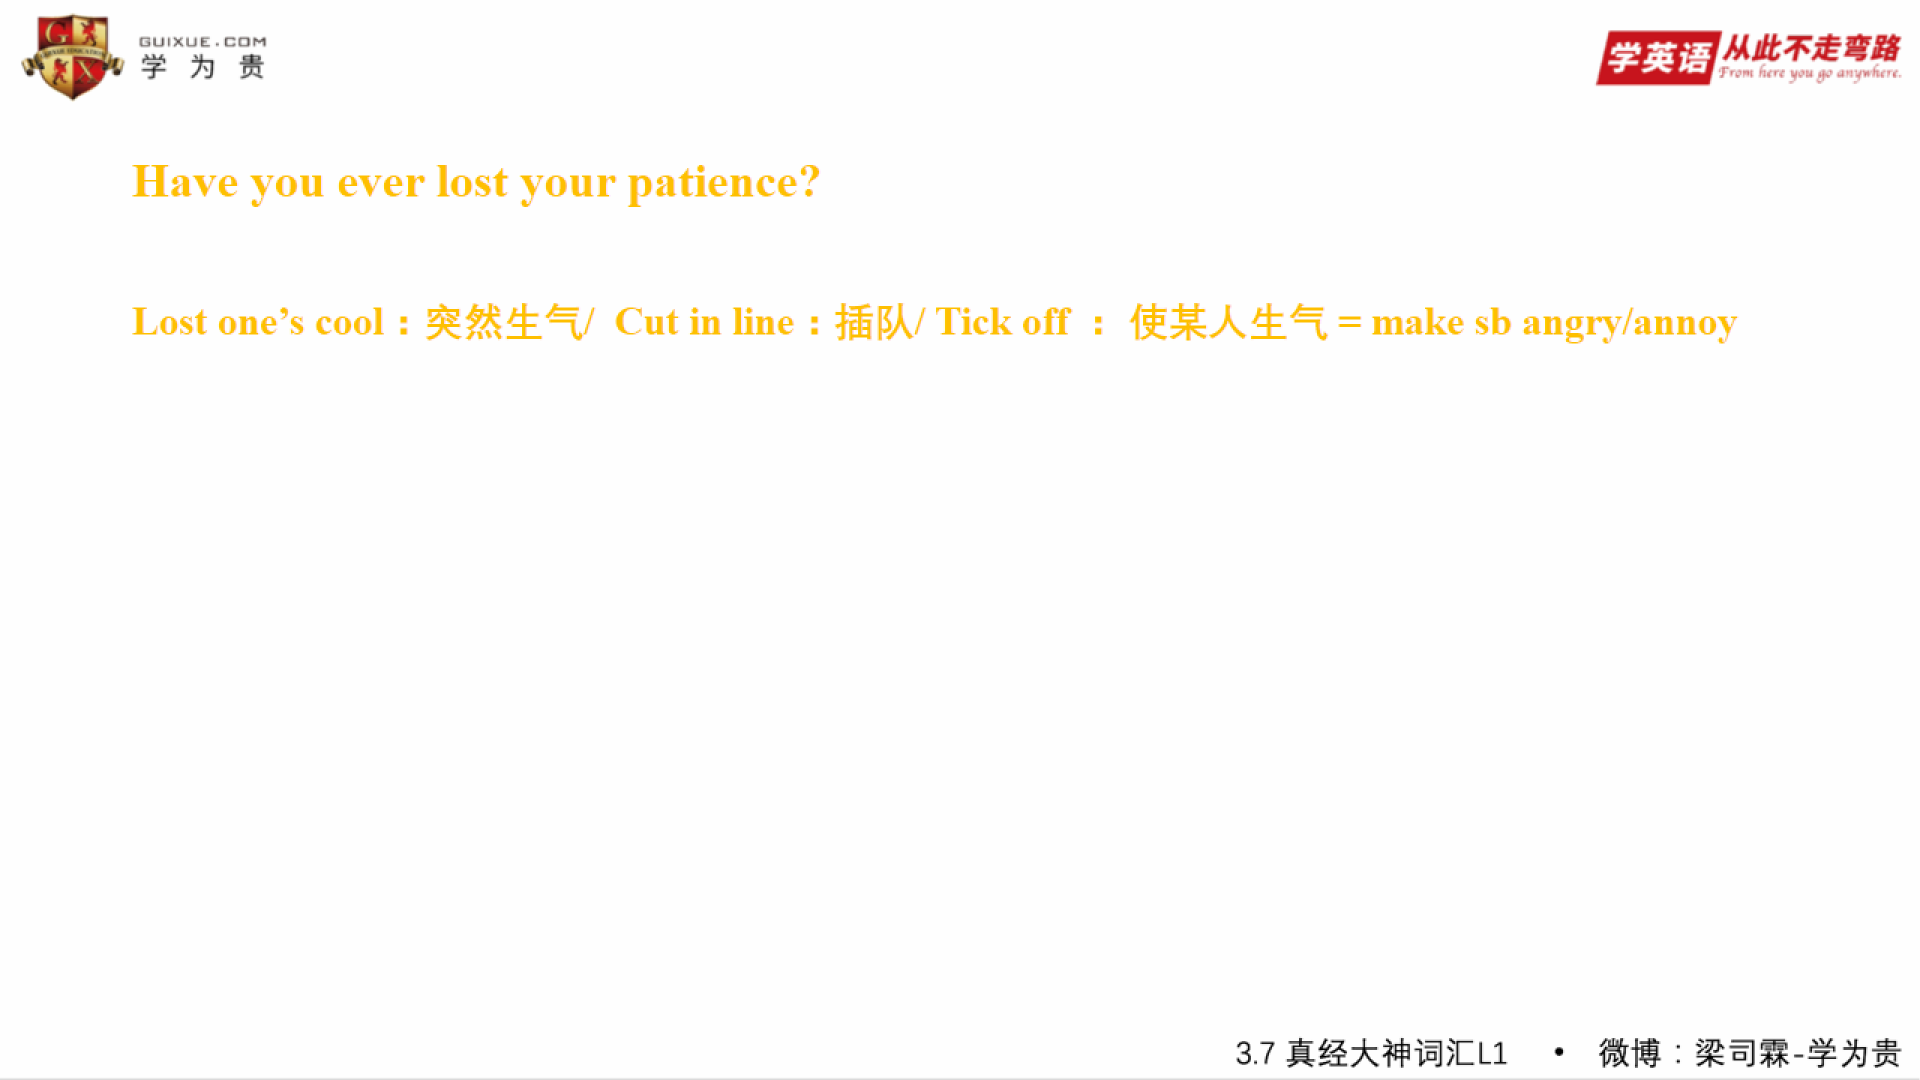 GUIXUE.COM
学为贵
学英语 从此不走弯路
From here you go anywhere.
Have you ever lost your patience?
Lost one’s cool：突然生气/ Cut in line：插队/ Tick off ： 使某人生气 = make sb angry/annoy
3.7 真经大神词汇L1 • 微博：梁司霖-学为贵